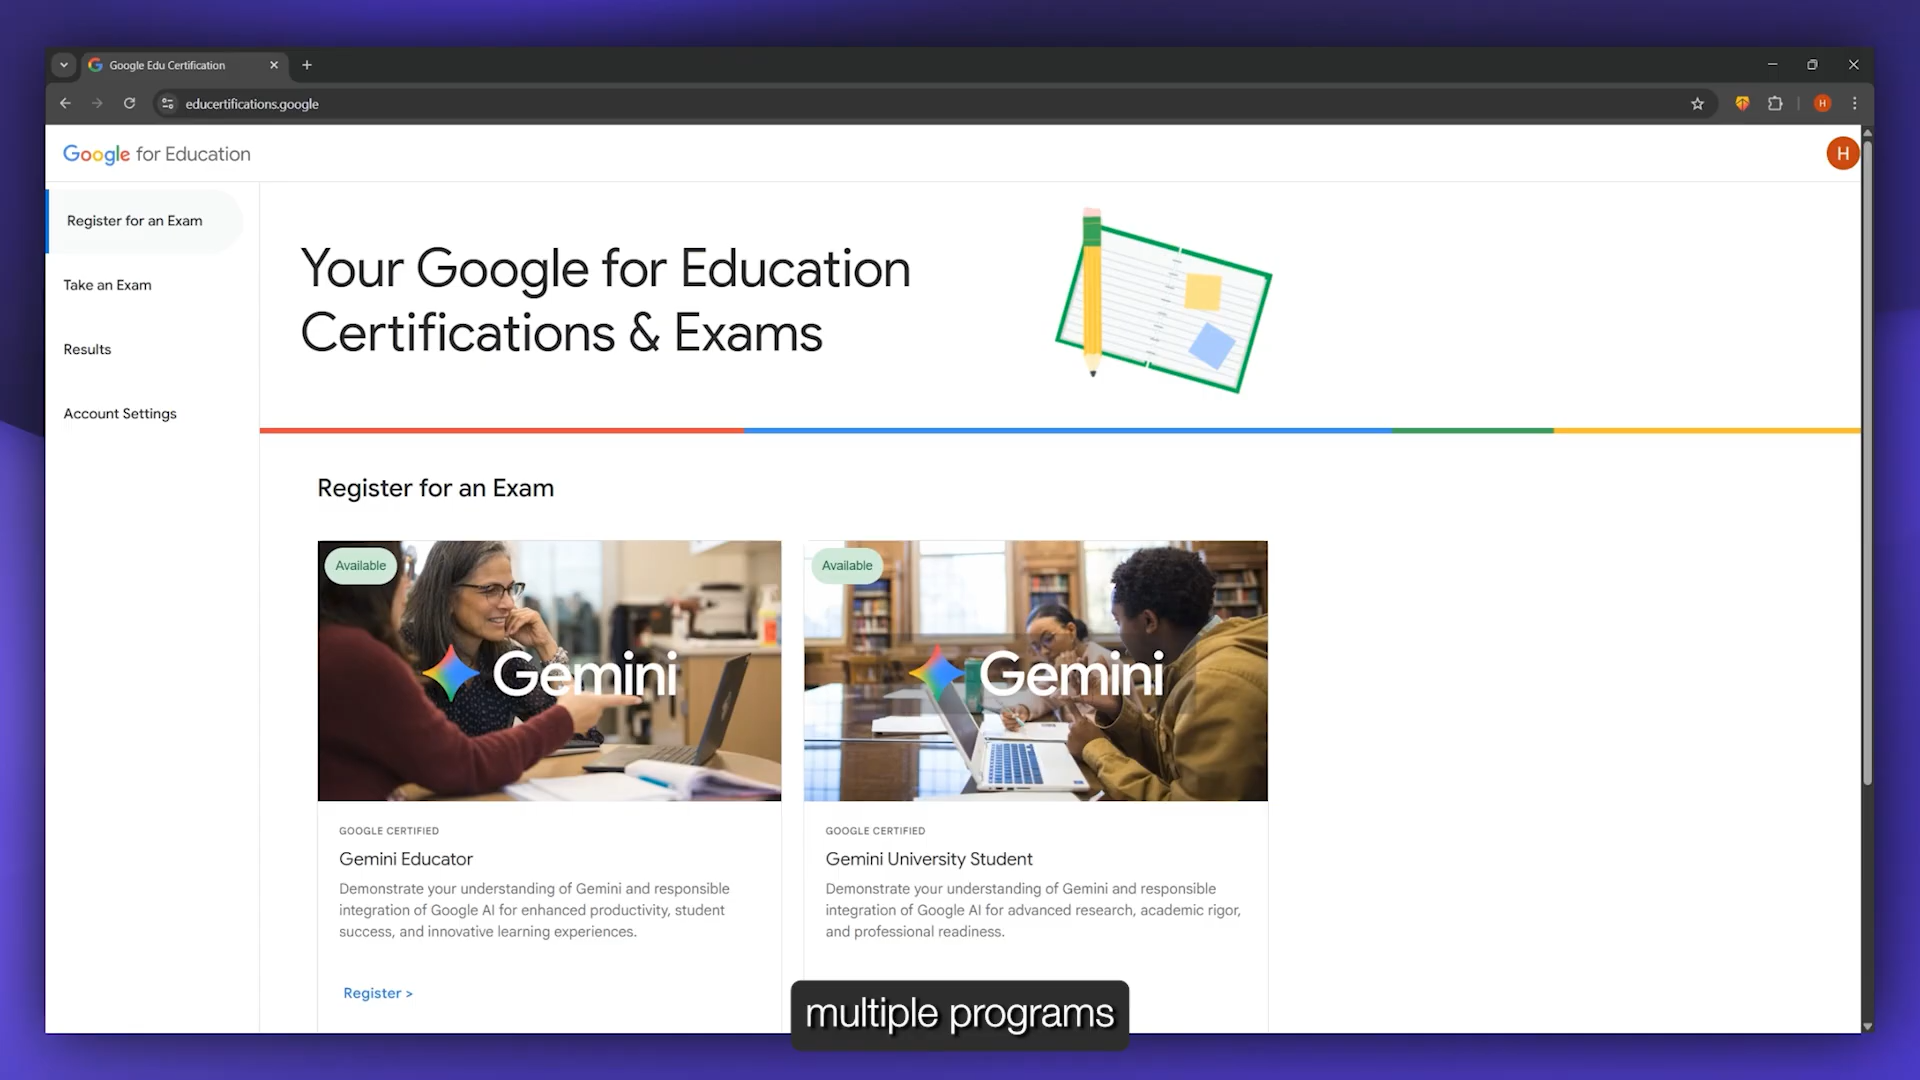 Google Edu Certification
educertifications.google
H
Google for Education
H
Register for an Exam
Take an Exam
Results
Account Settings
Your Google for Education
Certifications & Exams
Register for an Exam
Available
Gemini
GOOGLE CERTIFIED
Gemini Educator
Demonstrate your understanding of Gemini and responsible
integration of Google AI for enhanced productivity, student
success, and innovative learning experiences.
Register >
Available
Gemini
GOOGLE CERTIFIED
Gemini University Student
Demonstrate your understanding of Gemini and responsible
integration of Google AI for advanced research, academic rigor,
and professional readiness.
multiple programs